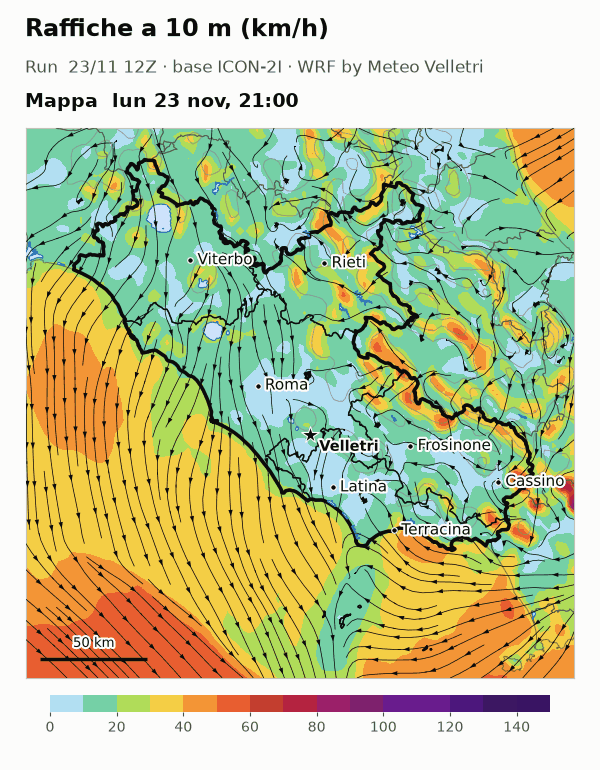 Raffiche a 10 m (km/h)
Run  23/11 12Z · base ICON-2I · WRF by Meteo Velletri
Mappa  lun 23 nov, 21:00
Viterbo
Rieti
Roma
Velletri
Frosinone
Latina
Cassino
Terracina
50 km
0 20 40 60 80 100 120 140